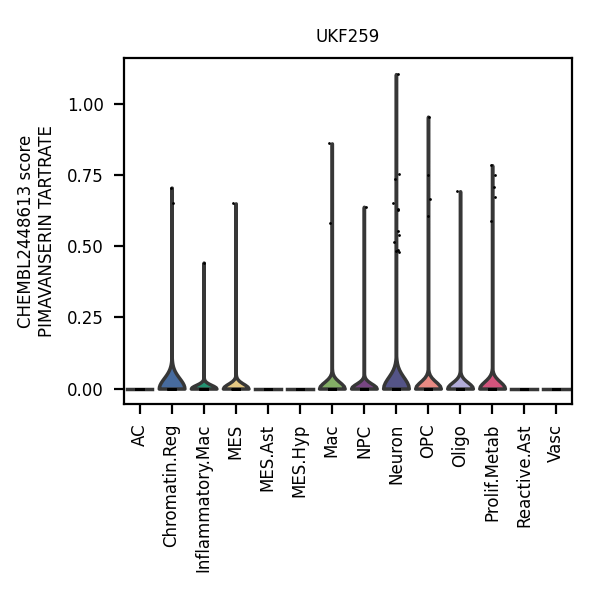 UKF259
CHEMBL2448613 score
PIMAVANSERIN TARTRATE
1.00
0.75
0.50
0.25
0.00
AC
Chromatin.Reg
Inflammatory.Mac
MES
MES.Ast
MES.Hyp
Mac
NPC
Neuron
OPC
Oligo
Prolif.Metab
Reactive.Ast
Vasc